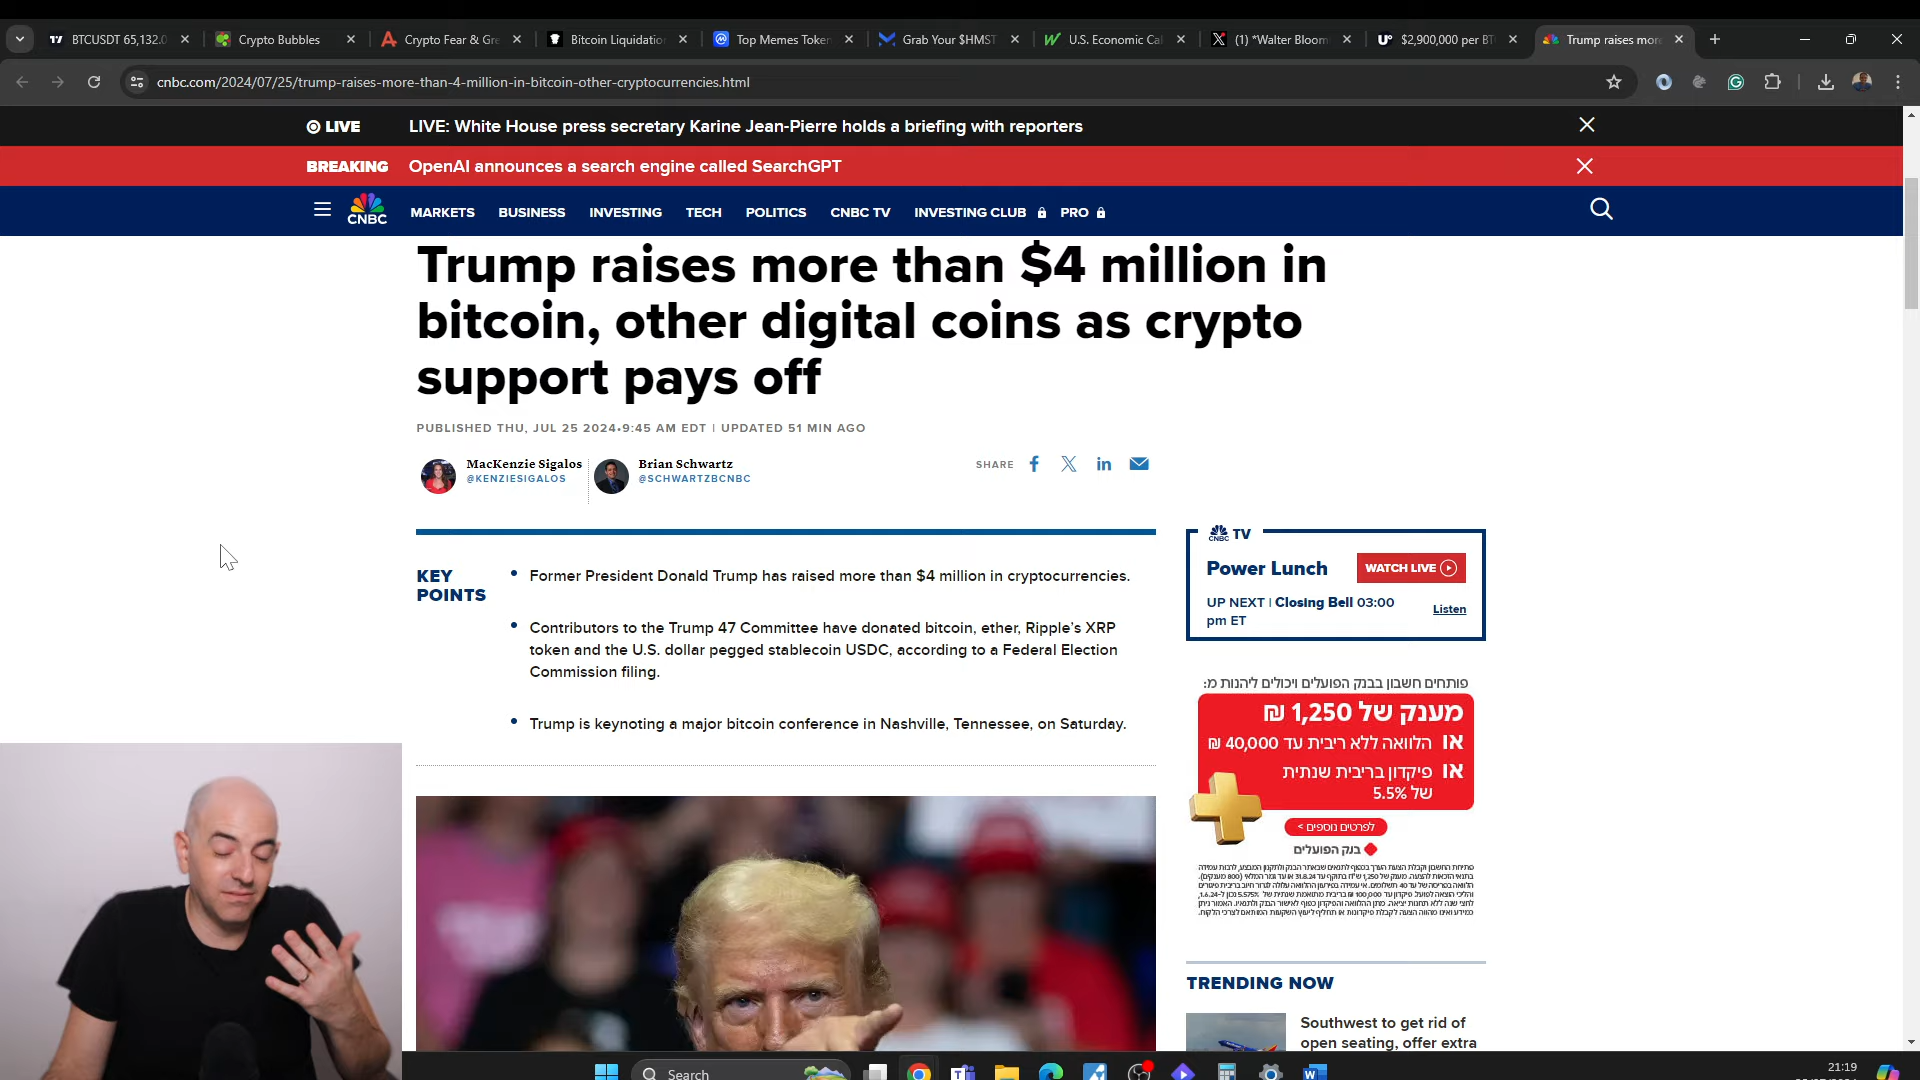 BTCUSDT 65,132.0
Crypto Bubbles
Crypto Fear & Gre
Bitcoin Liquidatio
Top Memes Token
Grab Your $HMST
U.S. Economic Cal
(1) *Walter Bloom
$2,900,000 per BT
Trump raises mor
cnbc.com/2024/07/25/trump-raises-more-than-4-million-in-bitcoin-other-cryptocurrencies.html
LIVE LIVE: White House press secretary Karine Jean-Pierre holds a briefing with reporters
BREAKING OpenAI announces a search engine called SearchGPT
CNBC MARKETS BUSINESS INVESTING TECH POLITICS CNBC TV INVESTING CLUB PRO
Trump raises more than $4 million in
bitcoin, other digital coins as crypto
support pays off
PUBLISHED THU, JUL 25 2024•9:45 AM EDT | UPDATED 51 MIN AGO
MacKenzie Sigalos
@KENZIESIGALOS
Brian Schwartz
@SCHWARTZBCNBC
SHARE
KEY
POINTS
• Former President Donald Trump has raised more than $4 million in cryptocurrencies.
• Contributors to the Trump 47 Committee have donated bitcoin, ether, Ripple's XRP
token and the U.S. dollar pegged stablecoin USDC, according to a Federal Election
Commission filing.
• Trump is keynoting a major bitcoin conference in Nashville, Tennessee, on Saturday.
CNBC TV
Power Lunch
WATCH LIVE
UP NEXT | Closing Bell 03:00
pm ET
Listen
פותחים חשבון בבנק הפועלים ויכולים ליהנות מ:
מענק של 1,250 ₪
או הלוואה ללא ריבית עד 40,000 ₪
או פיקדון בריבית שנתית
של 5.5%
לפרטים נוספים >
בנק הפועלים
TRENDING NOW
Southwest to get rid of
open seating, offer extra
Search
21:19